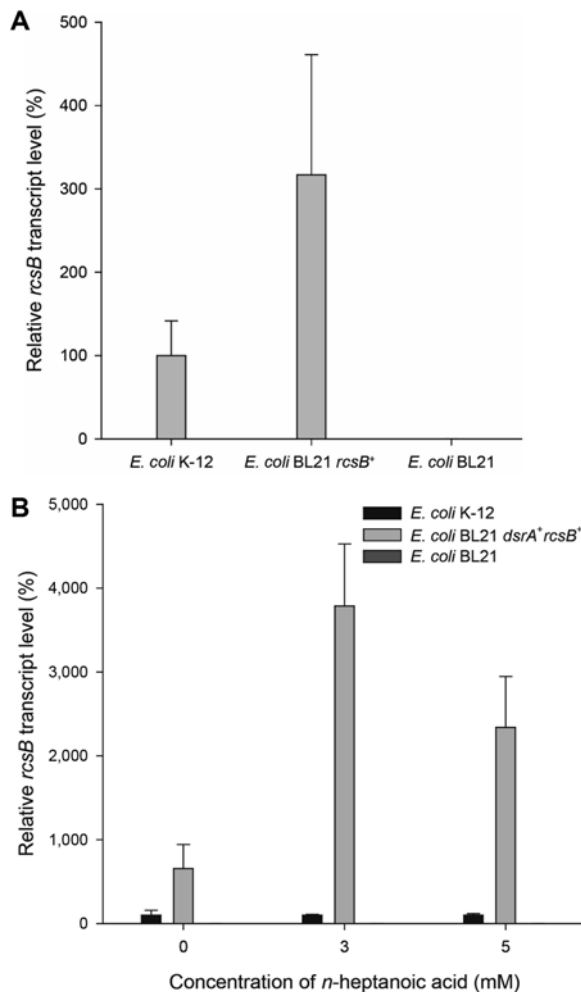 A
Relative rcsB transcript level (%)
500
400
300
200
100
0
E. coli K-12 E. coli BL21 rcsB⁺ E. coli BL21
B
Relative rcsB transcript level (%)
5,000
4,000
3,000
2,000
1,000
0
E. coli K-12
E. coli BL21 dsrA⁺rcsB⁺
E. coli BL21
0 3 5
Concentration of n-heptanoic acid (mM)